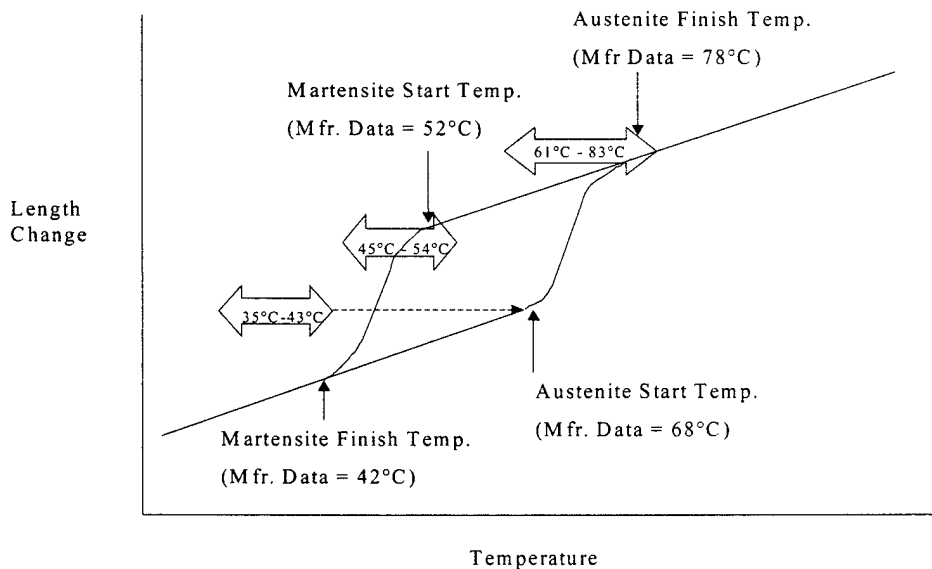 Austenite Finish Temp.
(Mfr Data = 78°C)
Martensite Start Temp.
(Mfr. Data = 52°C)
61°C - 83°C
Length
Change
45°C - 54°C
35°C-43°C
Austenite Start Temp.
(Mfr. Data = 68°C)
Martensite Finish Temp.
(Mfr. Data = 42°C)
Temperature